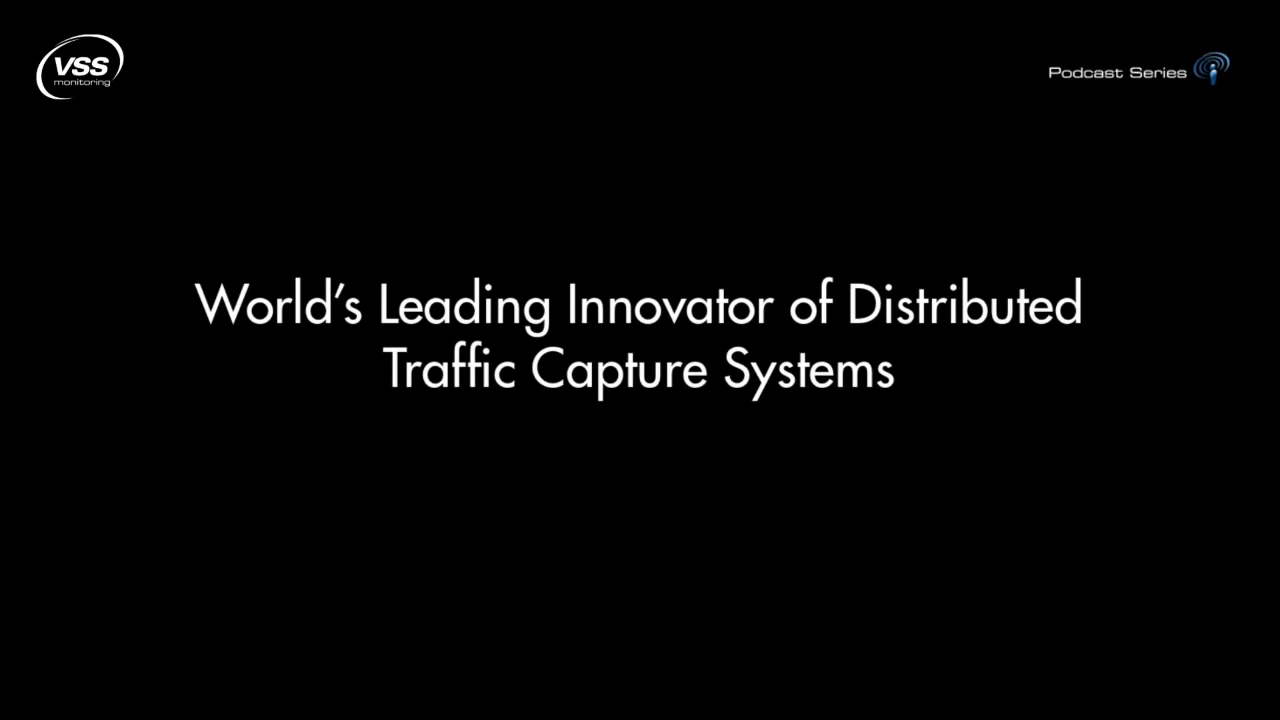 VSS
monitoring
Podcast Series
World's Leading Innovator of Distributed
Traffic Capture Systems